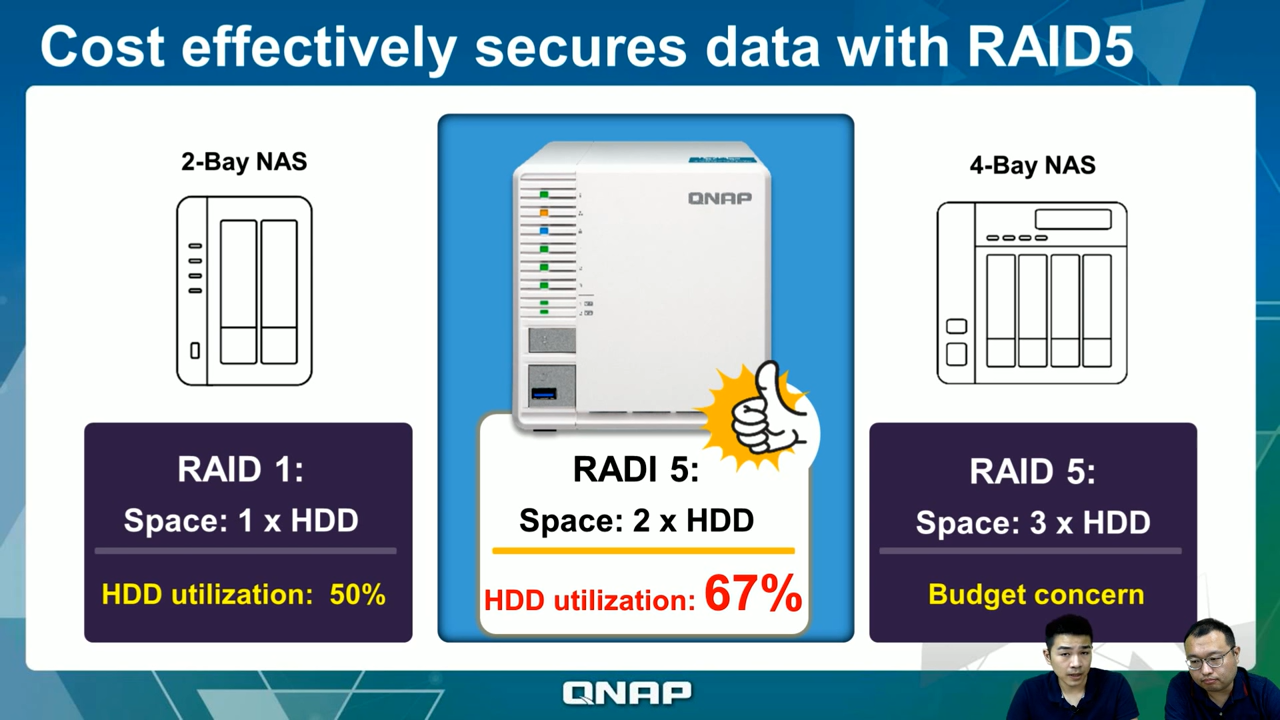 Cost effectively secures data with RAID5
2-Bay NAS
RAID 1:
Space: 1 x HDD
HDD utilization: 50%
QNAP
RADI 5:
Space: 2 x HDD
HDD utilization: 67%
4-Bay NAS
RAID 5:
Space: 3 x HDD
Budget concern
QNAP